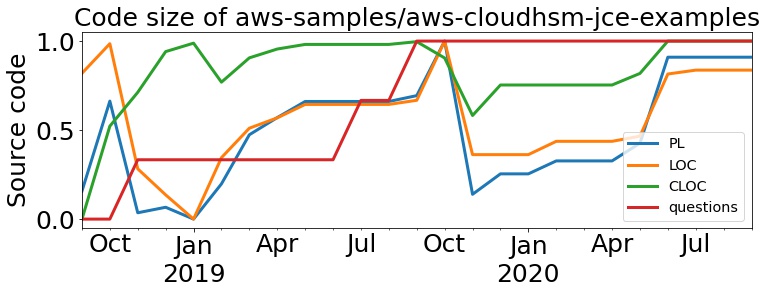 Code size of aws-samples/aws-cloudhsm-jce-examples
Source code
1.0
0.5
0.0
Oct Jan Apr Jul Oct Jan Apr Jul
2019 2020
PL
LOC
CLOC
questions